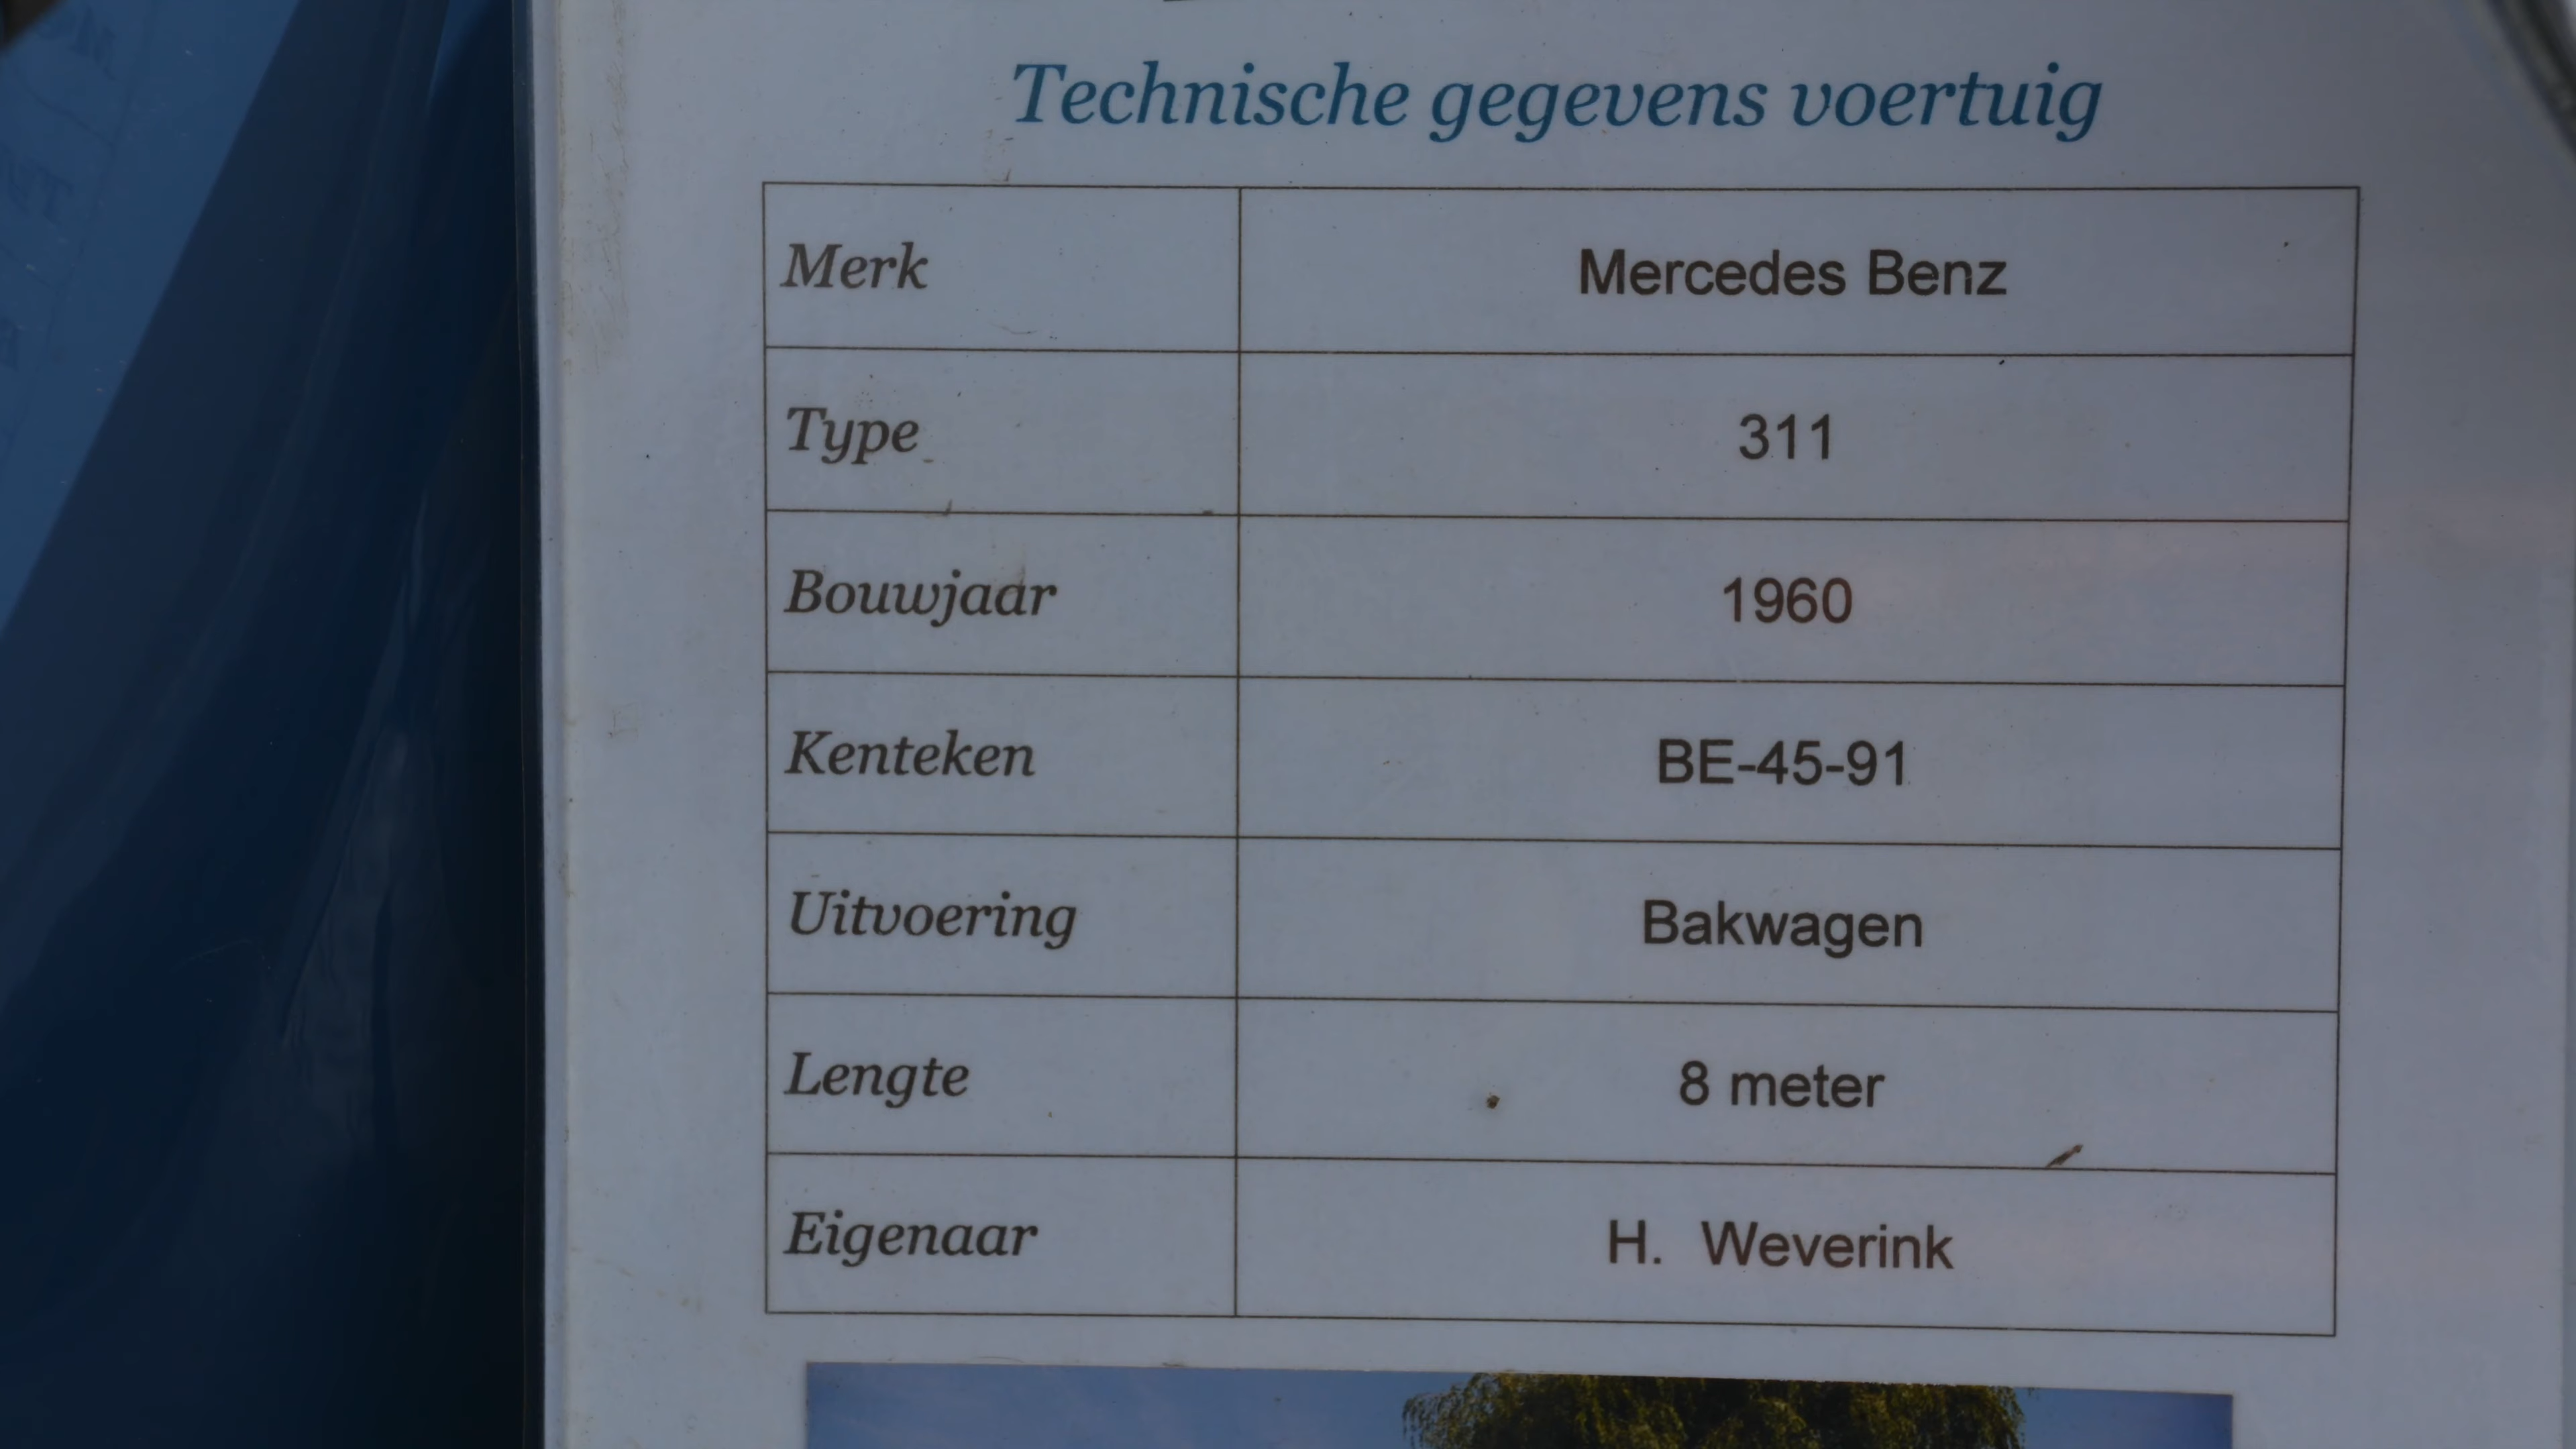 Technische gegevens voertuig
Merk Mercedes Benz
Type 311
Bouwjaar 1960
Kenteken BE-45-91
Uitvoering Bakwagen
Lengte 8 meter
Eigenaar H. Weverink